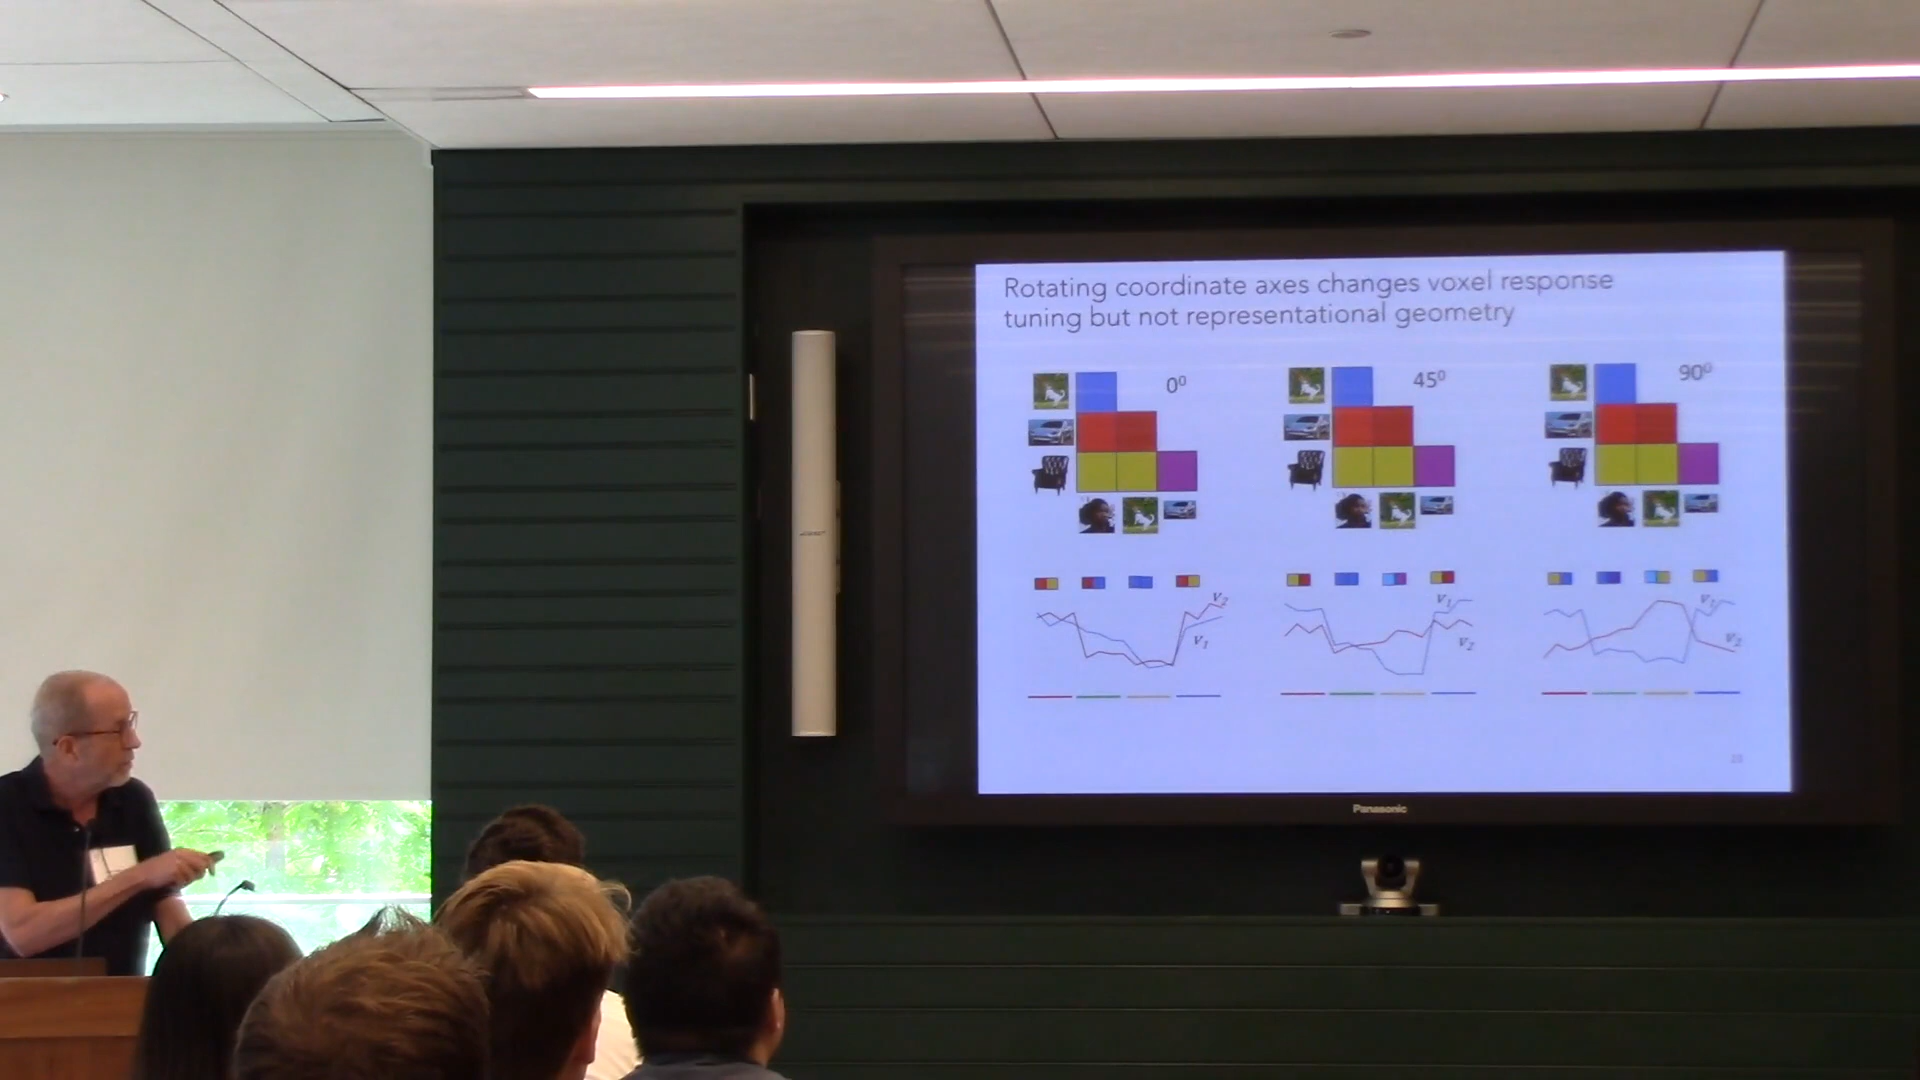 Rotating coordinate axes changes voxel response
tuning but not representational geometry
0⁰
45⁰
90⁰
V₂
V₁
V₁
V₂
V₁
V₂
Panasonic